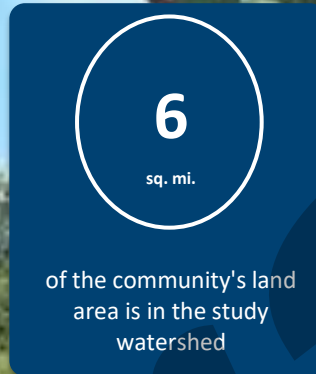 6
sq. mi.
of the community's land
area is in the study
watershed